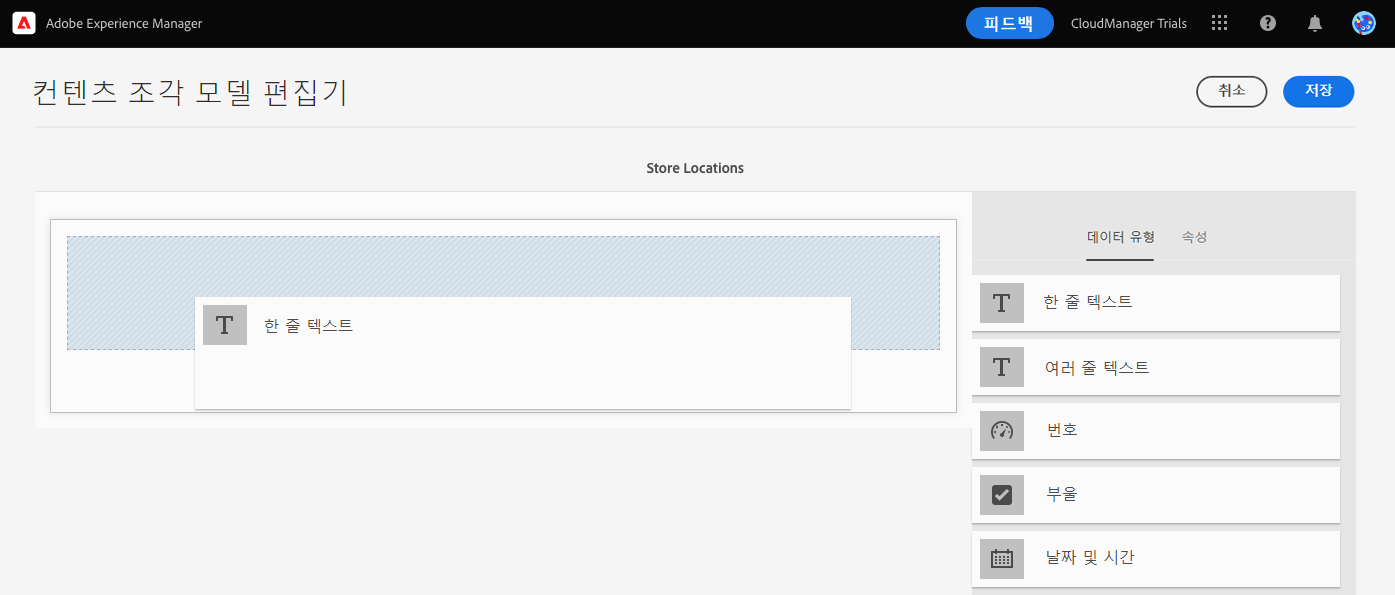 Adobe Experience Manager
피드백
CloudManager Trials
컨텐츠 조각 모델 편집기
취소
저장
Store Locations
데이터 유형
속성
한 줄 텍스트
한 줄 텍스트
여러 줄 텍스트
번호
부울
날짜 및 시간